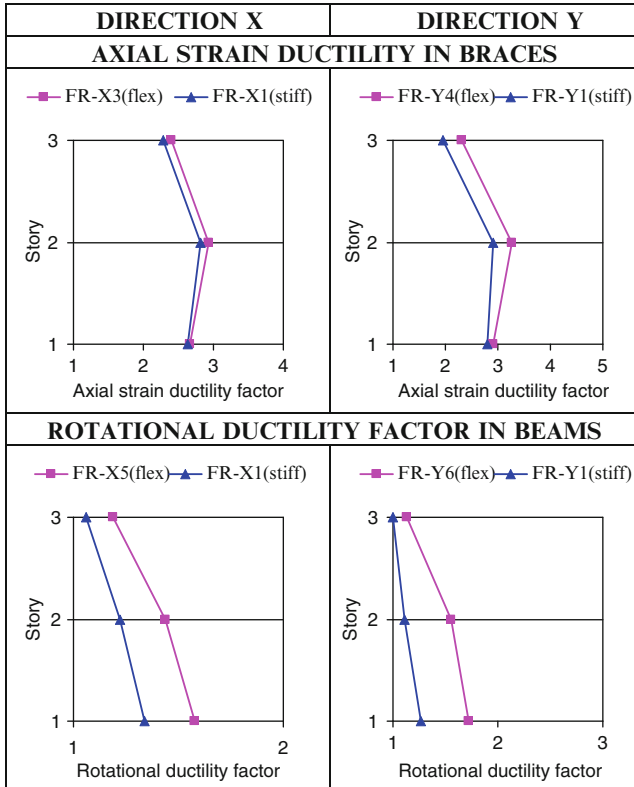 DIRECTION X DIRECTION Y
AXIAL STRAIN DUCTILITY IN BRACES
FR-X3(flex) FR-X1(stiff)
3
2
1
Story
1 2 3 4
Axial strain ductility factor
FR-Y4(flex) FR-Y1(stiff)
3
2
1
Story
1 2 3 4 5
Axial strain ductility factor
ROTATIONAL DUCTILITY FACTOR IN BEAMS
FR-X5(flex) FR-X1(stiff)
3
2
1
Story
1 2
Rotational ductility factor
FR-Y6(flex) FR-Y1(stiff)
3
2
1
Story
1 2 3
Rotational ductility factor